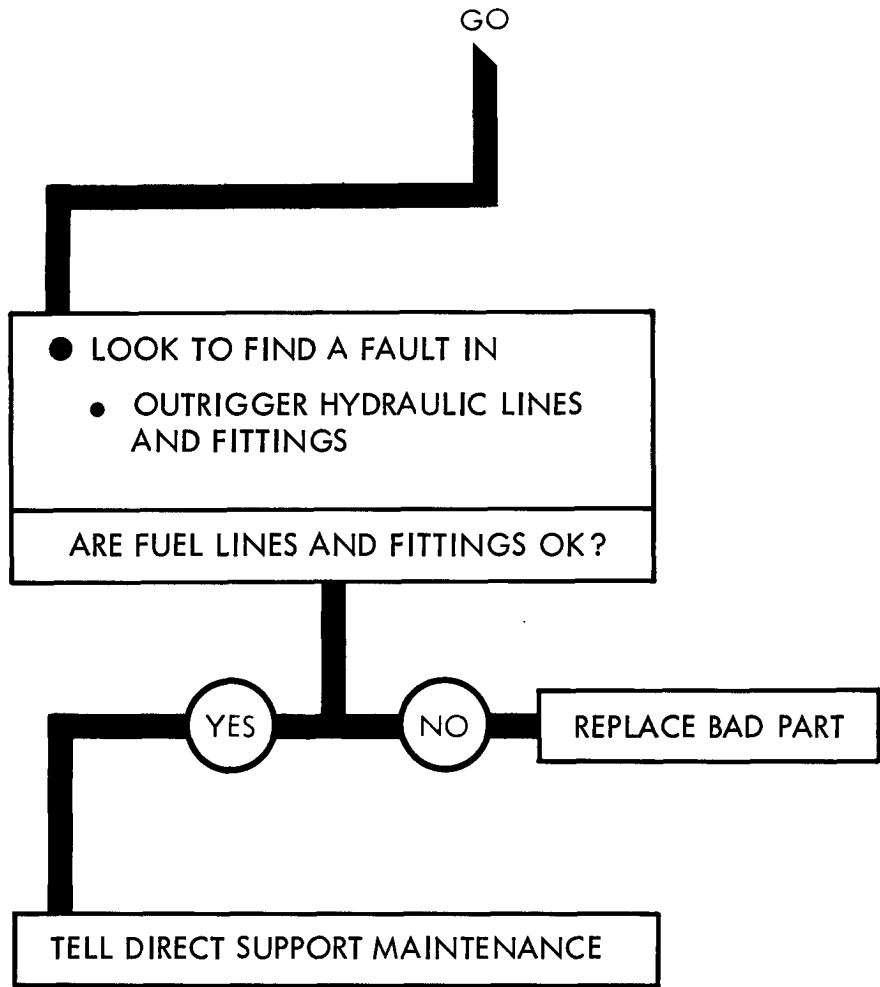 GO
● LOOK TO FIND A FAULT IN
● OUTRIGGER HYDRAULIC LINES
AND FITTINGS
ARE FUEL LINES AND FITTINGS OK?
YES
NO
REPLACE BAD PART
TELL DIRECT SUPPORT MAINTENANCE